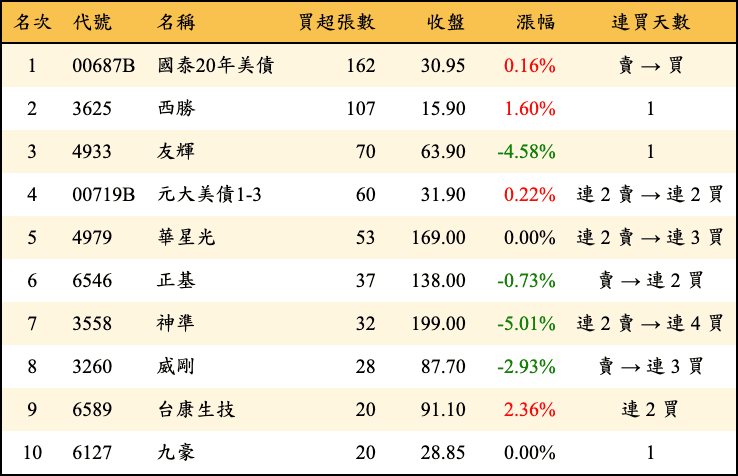 名次 代號 名稱 買超張數 收盤 漲幅 連買天數
1 00687B 國泰20年美債 162 30.95 0.16% 賣 → 買
2 3625 西勝 107 15.90 1.60% 1
3 4933 友輝 70 63.90 -4.58% 1
4 00719B 元大美債1-3 60 31.90 0.22% 連 2 賣 → 連 2 買
5 4979 華星光 53 169.00 0.00% 連 2 賣 → 連 3 買
6 6546 正基 37 138.00 -0.73% 賣 → 連 2 買
7 3558 神準 32 199.00 -5.01% 連 2 賣 → 連 4 買
8 3260 威剛 28 87.70 -2.93% 賣 → 連 3 買
9 6589 台康生技 20 91.10 2.36% 連 2 買
10 6127 九豪 20 28.85 0.00% 1